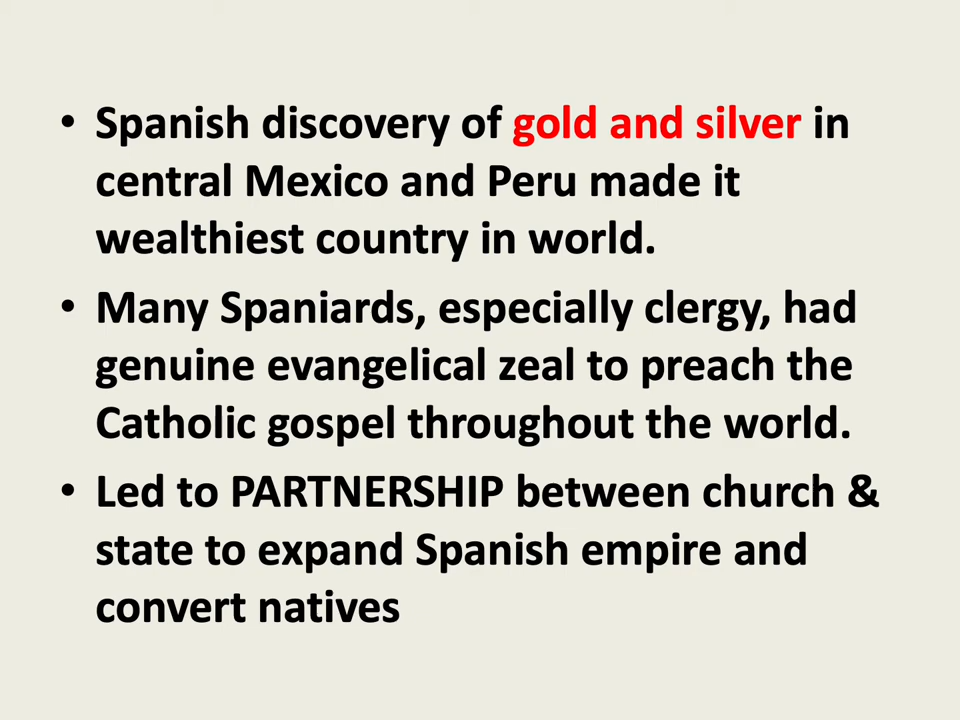 • Spanish discovery of gold and silver in
central Mexico and Peru made it
wealthiest country in world.
• Many Spaniards, especially clergy, had
genuine evangelical zeal to preach the
Catholic gospel throughout the world.
• Led to PARTNERSHIP between church &
state to expand Spanish empire and
convert natives